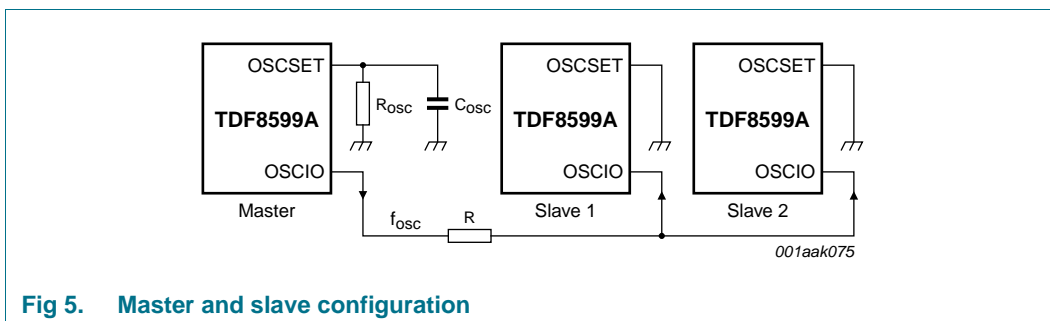 OSCSET
Rosc
Cosc
TDF8599A
OSCIO
Master
OSCSET
TDF8599A
OSCIO
Slave 1
OSCSET
TDF8599A
OSCIO
Slave 2
fosc
R
001aak075
Fig 5. Master and slave configuration